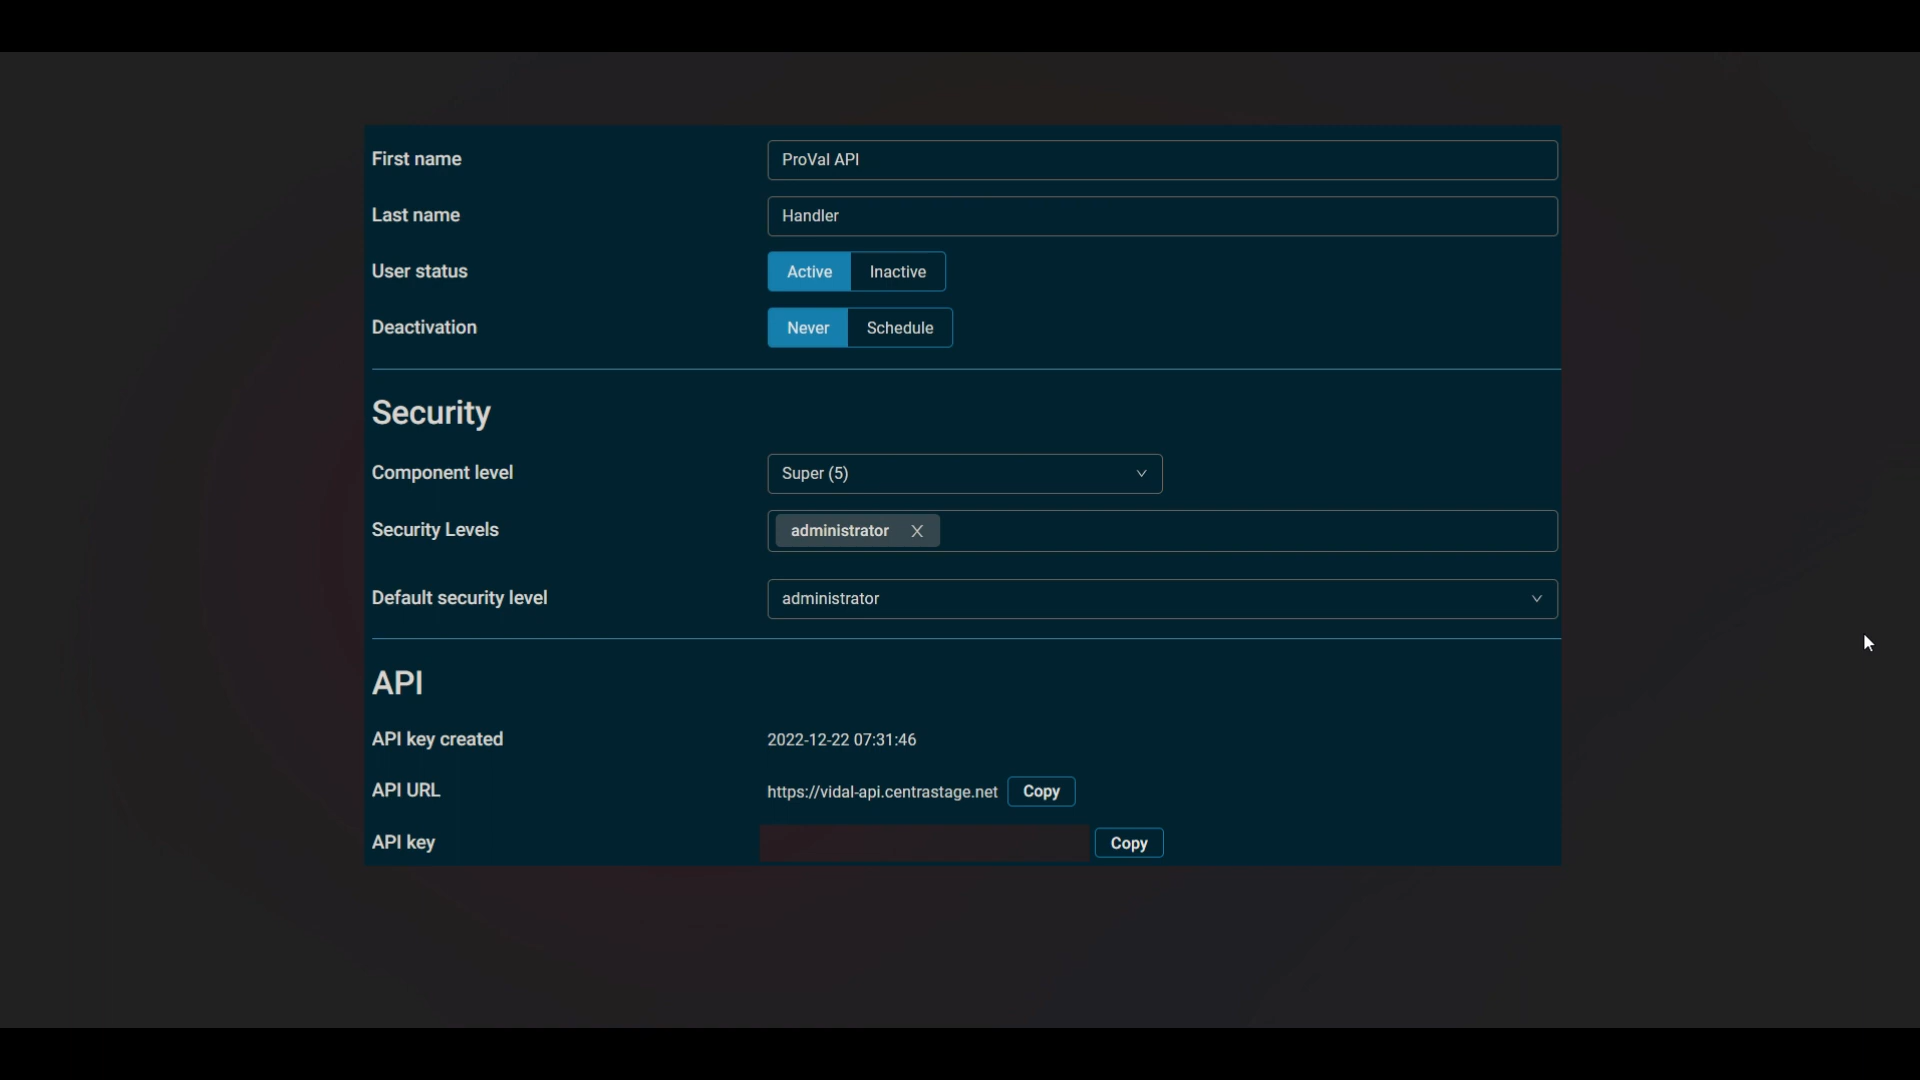 First name ProVal API
Last name Handler
User status Active Inactive
Deactivation Never Schedule
Security
Component level Super (5)
Security Levels administrator X
Default security level administrator
API
API key created 2022-12-22 07:31:46
API URL https://vidal-api.centrastage.net Copy
API key Copy